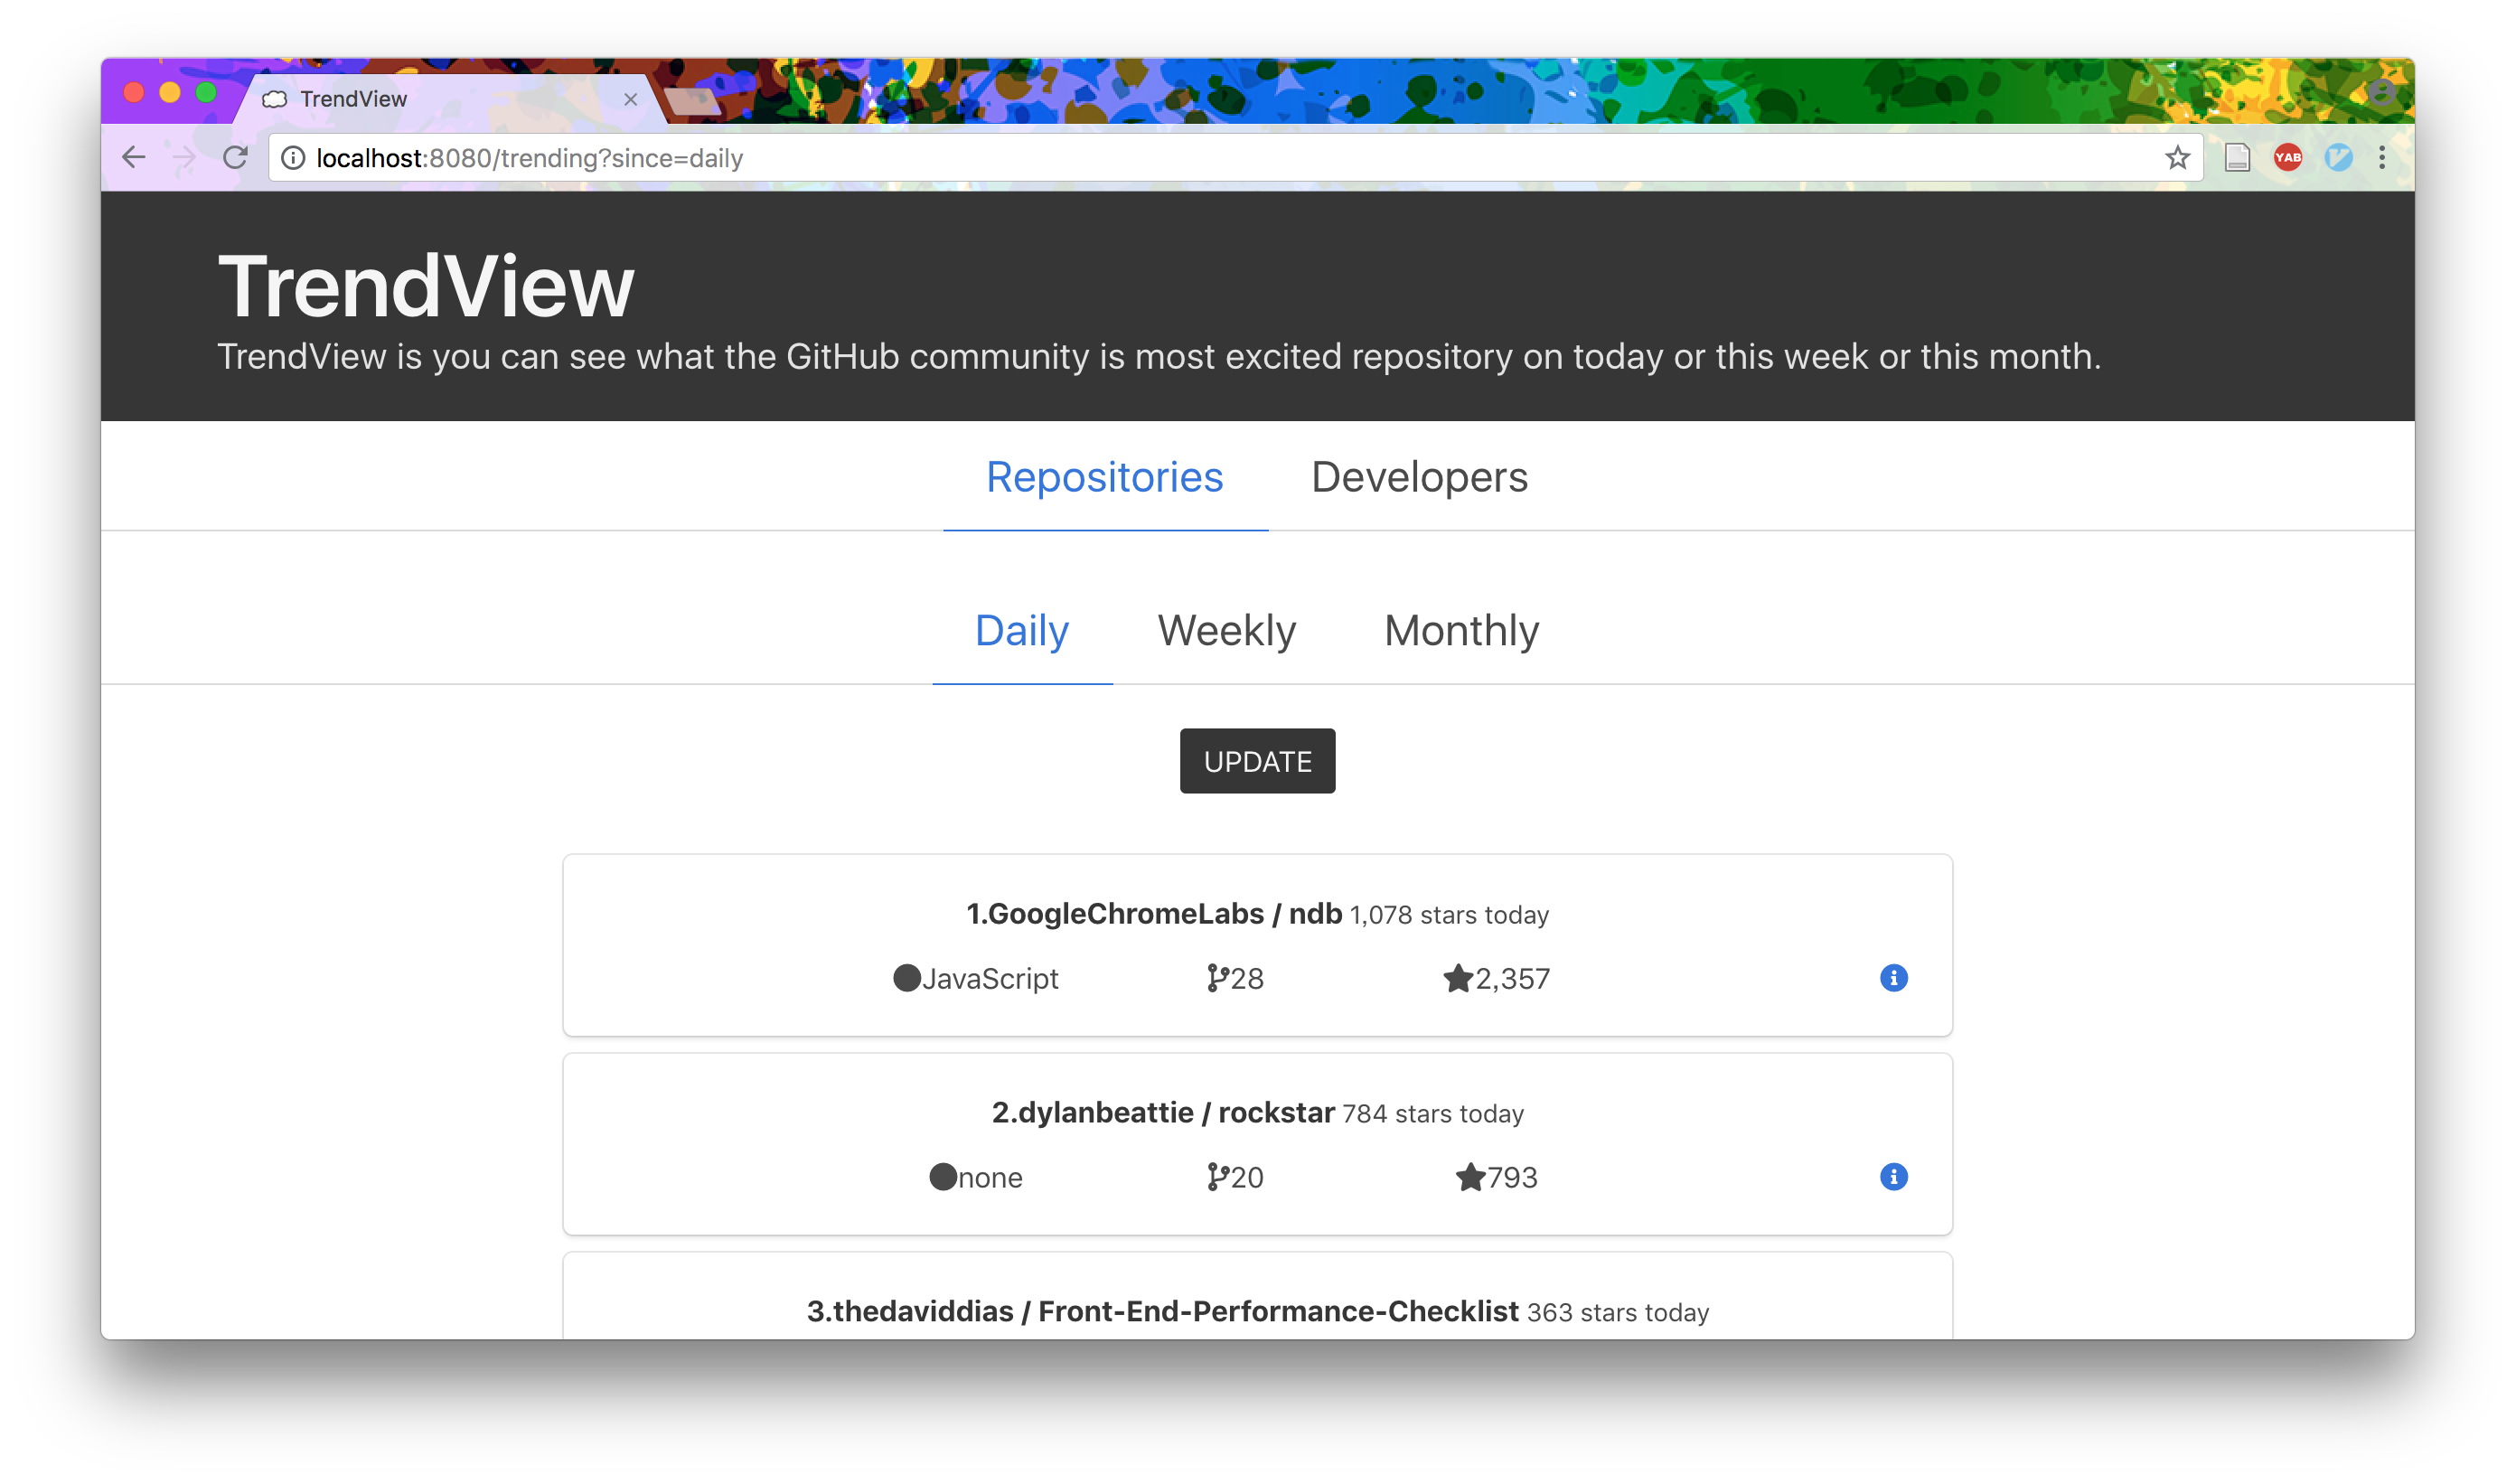 TrendView
localhost:8080/trending?since=daily
YAB
TrendView
TrendView is you can see what the GitHub community is most excited repository on today or this week or this month.
Repositories Developers
Daily Weekly Monthly
UPDATE
1.GoogleChromeLabs / ndb 1,078 stars today
JavaScript 28 2,357
2.dylanbeattie / rockstar 784 stars today
none 20 793
3.thedaviddias / Front-End-Performance-Checklist 363 stars today